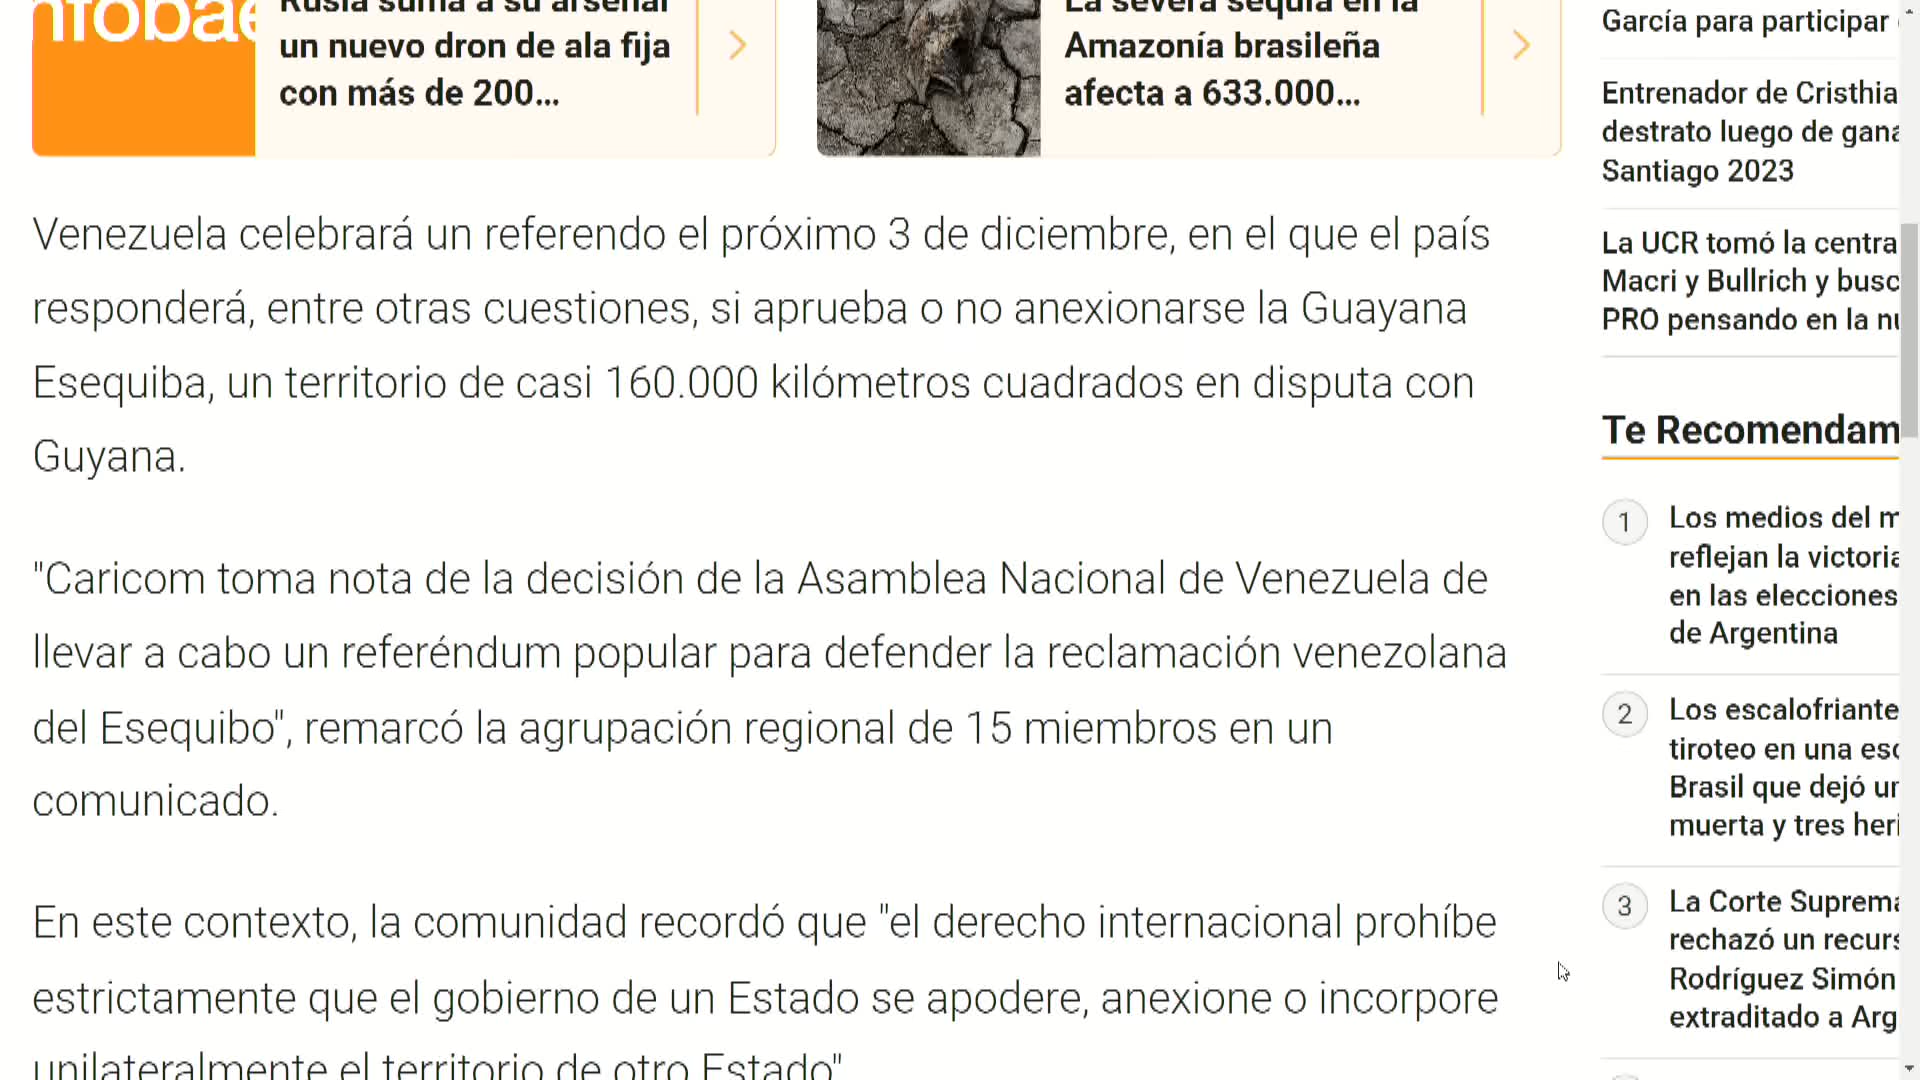 nfobae
Rusia suma a su arsenal
un nuevo dron de ala fija
con más de 200...
La severa sequía en la
Amazonía brasileña
afecta a 633.000...
Venezuela celebrará un referendo el próximo 3 de diciembre, en el que el país
responderá, entre otras cuestiones, si aprueba o no anexionarse la Guayana
Esequiba, un territorio de casi 160.000 kilómetros cuadrados en disputa con
Guyana.
"Caricom toma nota de la decisión de la Asamblea Nacional de Venezuela de
llevar a cabo un referéndum popular para defender la reclamación venezolana
del Esequibo", remarcó la agrupación regional de 15 miembros en un
comunicado.
En este contexto, la comunidad recordó que "el derecho internacional prohíbe
estrictamente que el gobierno de un Estado se apodere, anexione o incorpore
unilateralmente el territorio de otro Estado"
García para participar
Entrenador de Cristhia
destrato luego de gana
Santiago 2023
La UCR tomó la centra
Macri y Bullrich y busc
PRO pensando en la nu
Te Recomendam
1
Los medios del m
reflejan la victoria
en las elecciones
de Argentina
2
Los escalofriante
tiroteo en una esc
Brasil que dejó un
muerta y tres heri
3
La Corte Suprema
rechazó un recurs
Rodríguez Simón
extraditado a Arg